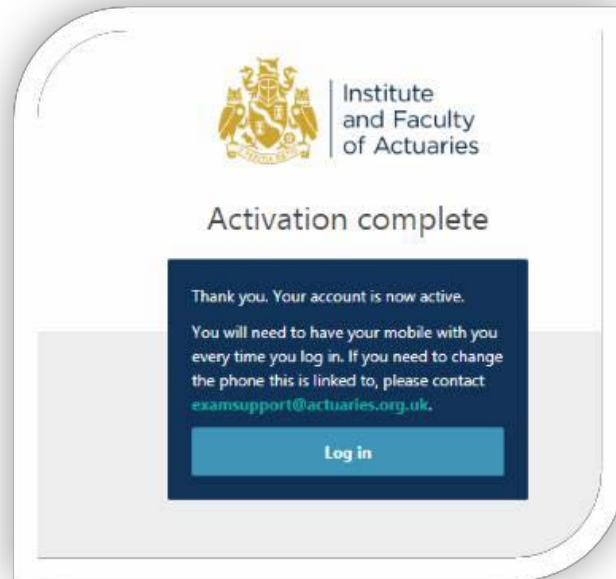 Institute
and Faculty
of Actuaries
Activation complete
Thank you. Your account is now active.
You will need to have your mobile with you
every time you log in. If you need to change
the phone this is linked to, please contact
examsupport@actuaries.org.uk.
Log in